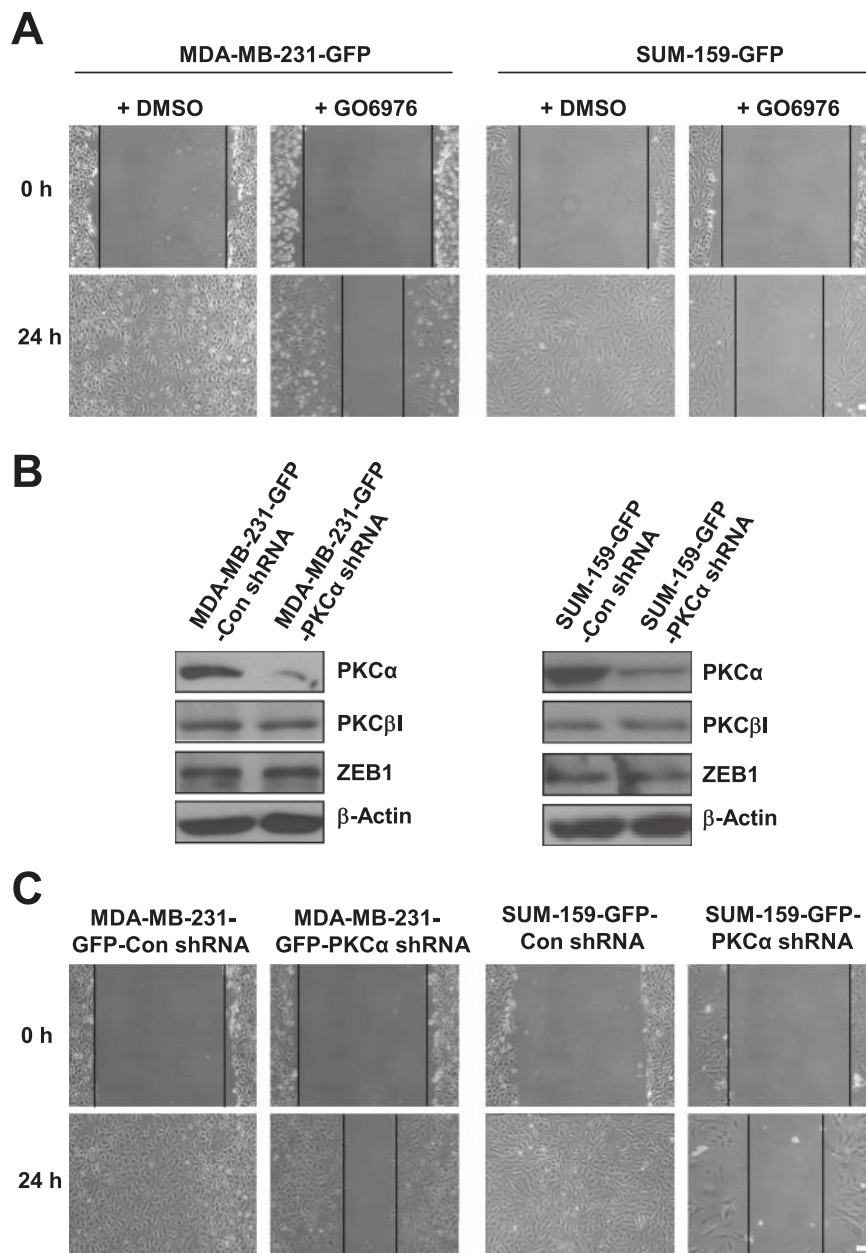 A
MDA-MB-231-GFP
SUM-159-GFP
+ DMSO
+ GO6976
+ DMSO
+ GO6976
0 h
24 h
B
MDA-MB-231-GFP
-Con shRNA
MDA-MB-231-GFP
-PKCα shRNA
SUM-159-GFP
-Con shRNA
SUM-159-GFP
-PKCα shRNA
PKCα
PKCβI
ZEB1
β-Actin
PKCα
PKCβI
ZEB1
β-Actin
C
MDA-MB-231-
GFP-Con shRNA
MDA-MB-231-
GFP-PKCα shRNA
SUM-159-GFP-
Con shRNA
SUM-159-GFP-
PKCα shRNA
0 h
24 h